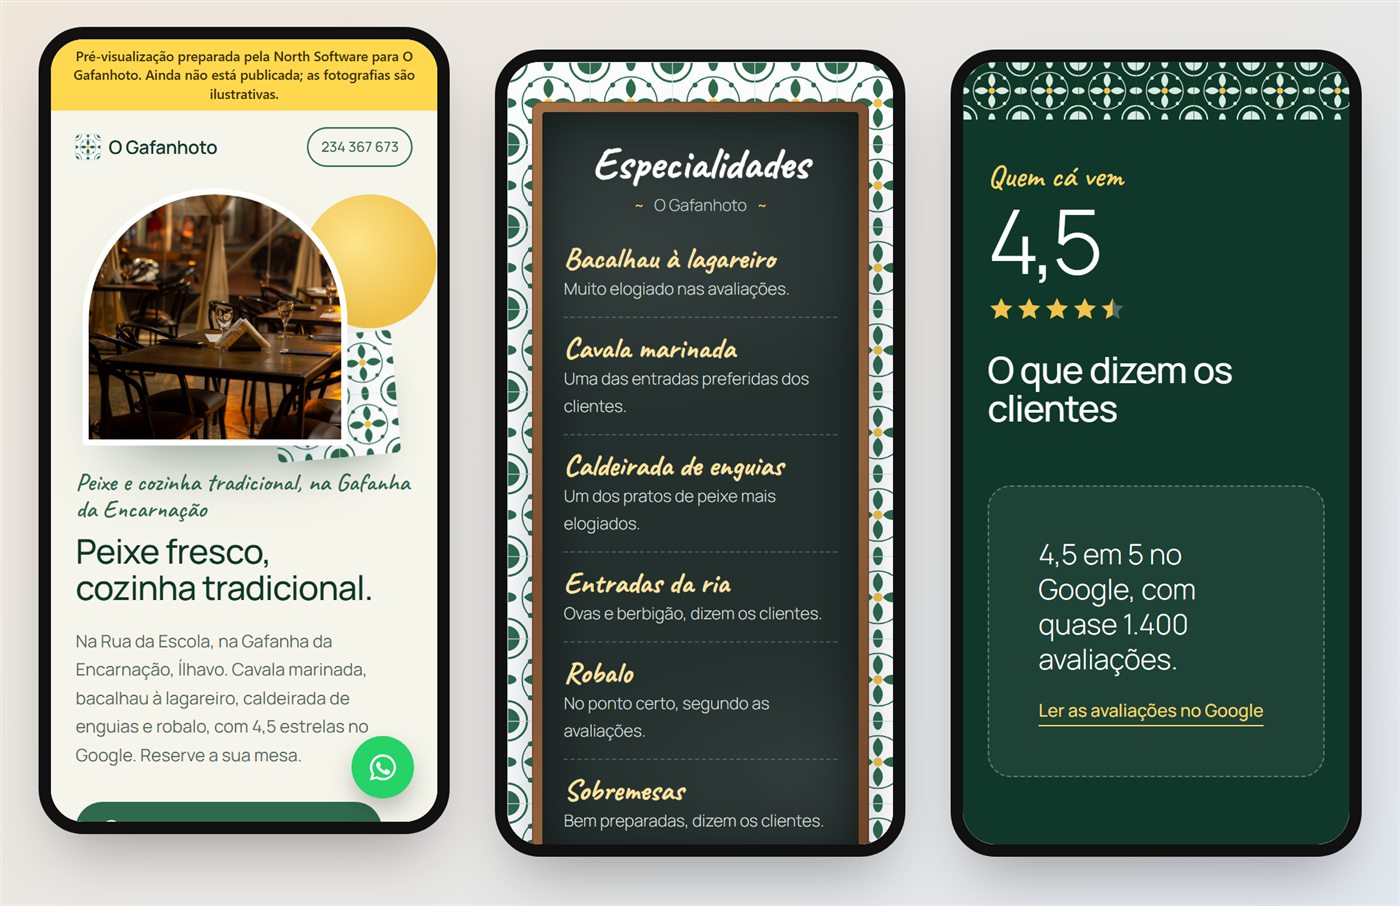 Pré-visualização preparada pela North Software para O
Gafanhoto. Ainda não está publicada; as fotografias são
ilustrativas.
O Gafanhoto
234 367 673
Peixe e cozinha tradicional, na Gafanha
da Encarnação
Peixe fresco,
cozinha tradicional.
Na Rua da Escola, na Gafanha da
Encarnação, Ílhavo. Cavala marinada,
bacalhau à lagareiro, caldeirada de
enguias e robalo, com 4,5 estrelas no
Google. Reserve a sua mesa.
Especialidades
~ O Gafanhoto ~
Bacalhau à lagareiro
Muito elogiado nas avaliações.
Cavala marinada
Uma das entradas preferidas dos
clientes.
Caldeirada de enguias
Um dos pratos de peixe mais
elogiados.
Entradas da ria
Ovas e berbigão, dizem os clientes.
Robalo
No ponto certo, segundo as
avaliações.
Sobremesas
Bem preparadas, dizem os clientes.
Quem cá vem
4,5
O que dizem os
clientes
4,5 em 5 no
Google, com
quase 1.400
avaliações.
Ler as avaliações no Google